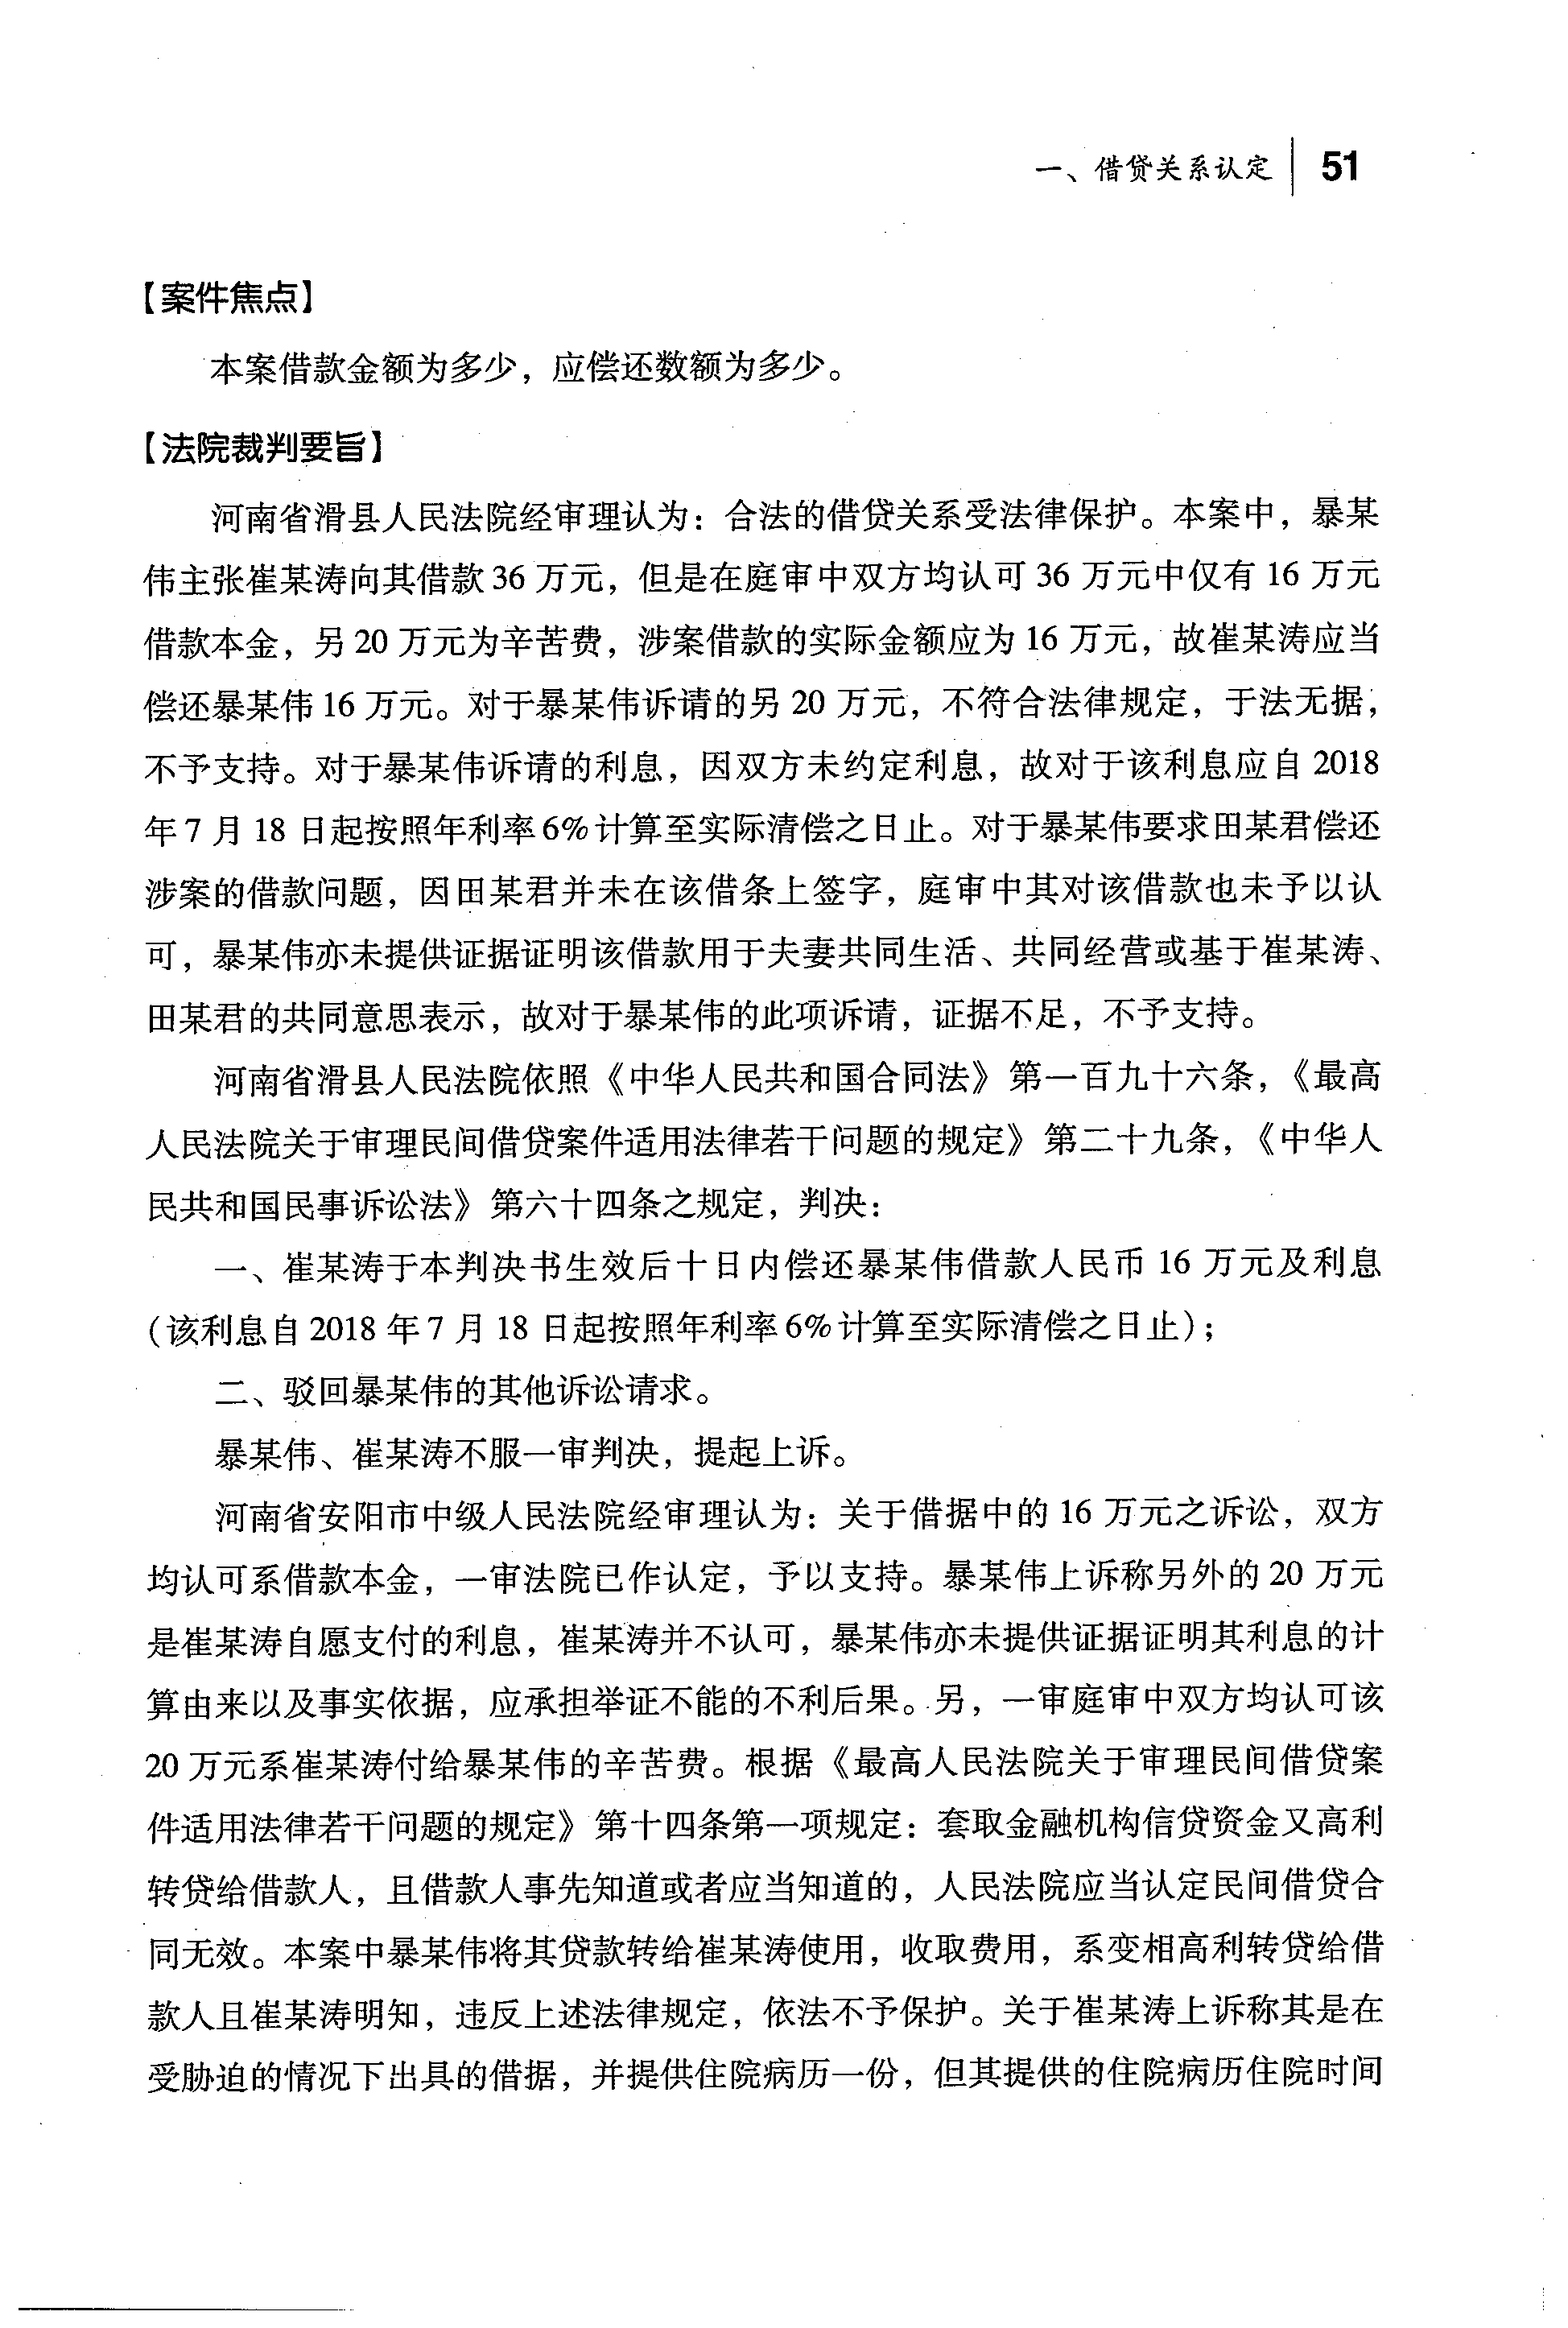 一、借贷关系认定 51
【案件焦点】
本案借款金额为多少，应偿还数额为多少。
【法院裁判要旨】
河南省滑县人民法院经审理认为：合法的借贷关系受法律保护。本案中，暴某
伟主张崔某涛向其借款36万元，但是在庭审中双方均认可36万元中仅有16万元
借款本金，另20万元为辛苦费，涉案借款的实际金额应为16万元，故崔某涛应当
偿还暴某伟16万元。对于暴某伟诉请的另20万元，不符合法律规定，于法无据，
不予支持。对于暴某伟诉请的利息，因双方未约定利息，故对于该利息应自2018
年7月18日起按照年利率6%计算至实际清偿之日止。对于暴某伟要求田某君偿还
涉案的借款问题，因田某君并未在该借条上签字，庭审中其对该借款也未予以认
可，暴某伟亦未提供证据证明该借款用于夫妻共同生活、共同经营或基于崔某涛、
田某君的共同意思表示，故对于暴某伟的此项诉请，证据不足，不予支持。
河南省滑县人民法院依照《中华人民共和国合同法》第一百九十六条，《最高
人民法院关于审理民间借贷案件适用法律若干问题的规定》第二十九条，《中华人
民共和国民事诉讼法》第六十四条之规定，判决：
一、崔某涛于本判决书生效后十日内偿还暴某伟借款人民币16万元及利息
（该利息自2018年7月18日起按照年利率6%计算至实际清偿之日止）；
二、驳回暴某伟的其他诉讼请求。
暴某伟、崔某涛不服一审判决，提起上诉。
河南省安阳市中级人民法院经审理认为：关于借据中的16万元之诉讼，双方
均认可系借款本金，一审法院已作认定，予以支持。暴某伟上诉称另外的20万元
是崔某涛自愿支付的利息，崔某涛并不认可，暴某伟亦未提供证据证明其利息的计
算由来以及事实依据，应承担举证不能的不利后果。另，一审庭审中双方均认可该
20万元系崔某涛付给暴某伟的辛苦费。根据《最高人民法院关于审理民间借贷案
件适用法律若干问题的规定》第十四条第一项规定：套取金融机构信贷资金又高利
转贷给借款人，且借款人事先知道或者应当知道的，人民法院应当认定民间借贷合
同无效。本案中暴某伟将其贷款转给崔某涛使用，收取费用，系变相高利转贷给借
款人且崔某涛明知，违反上述法律规定，依法不予保护。关于崔某涛上诉称其是在
受胁迫的情况下出具的借据，并提供住院病历一份，但其提供的住院病历住院时间